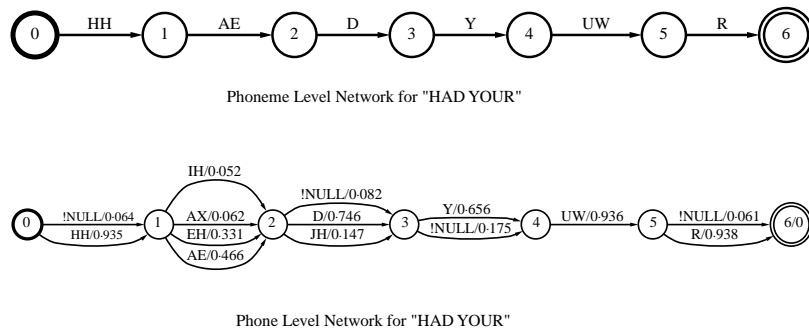 HH AE D Y UW R
0 1 2 3 4 5 6
Phoneme Level Network for "HAD YOUR"
IH/0·052
!NULL/0·082
!NULL/0·064 AX/0·062 D/0·746 Y/0·656 UW/0·936 !NULL/0·061
0 1 2 3 4 5 6/0
HH/0·935 EH/0·331 JH/0·147 !NULL/0·175 R/0·938
AE/0·466
Phone Level Network for "HAD YOUR"